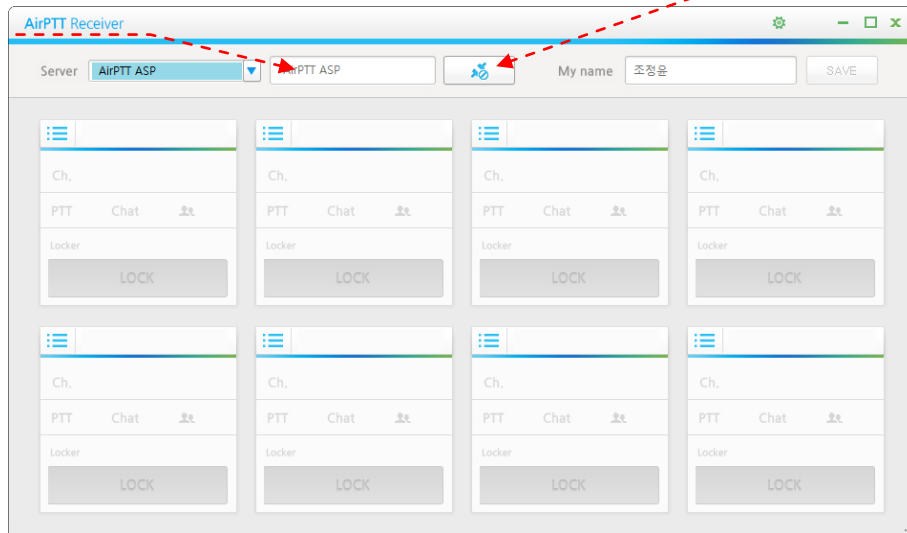 AirPTT Receiver
Server AirPTT ASP AirPTT ASP My name 조정윤 SAVE
Ch. Ch. Ch. Ch.
PTT Chat PTT Chat PTT Chat PTT Chat
Locker Locker Locker Locker
LOCK LOCK LOCK LOCK
Ch. Ch. Ch. Ch.
PTT Chat PTT Chat PTT Chat PTT Chat
Locker Locker Locker Locker
LOCK LOCK LOCK LOCK